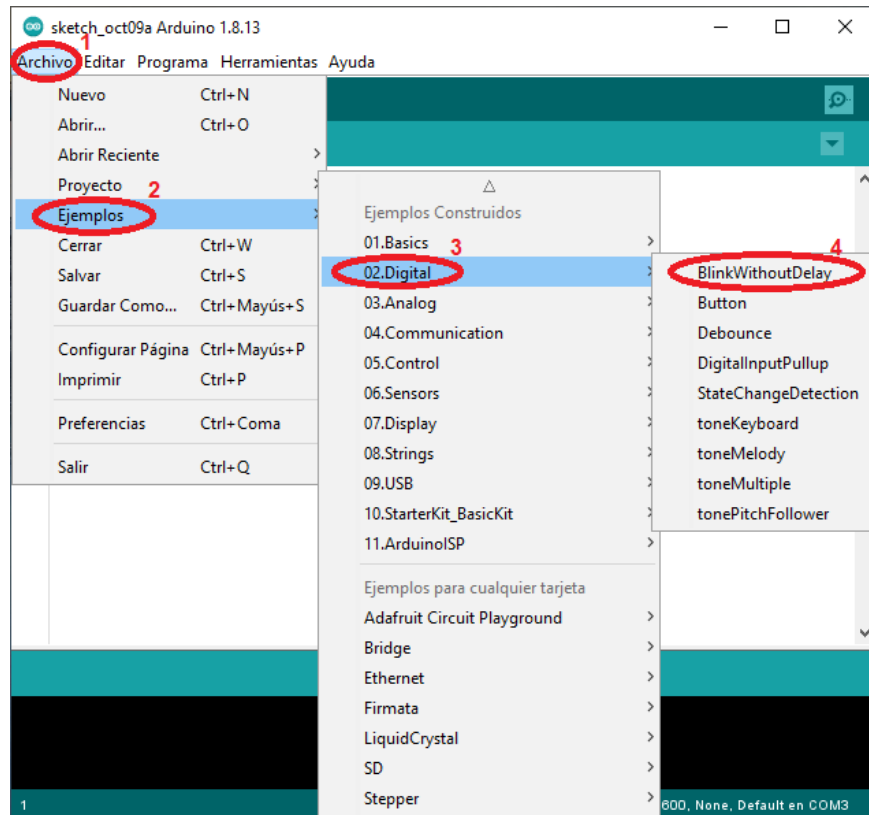 sketch_oct09a Arduino 1.8.13
1
Archivo Editar Programa Herramientas Ayuda
Nuevo Ctrl+N
Abrir... Ctrl+O
Abrir Reciente
Proyecto
2
Ejemplos
Cerrar Ctrl+W
Salvar Ctrl+S
Guardar Como... Ctrl+Mayús+S
Configurar Página Ctrl+Mayús+P
Imprimir Ctrl+P
Preferencias Ctrl+Coma
Salir Ctrl+Q
Ejemplos Construidos
01.Basics
3
02.Digital
03.Analog
04.Communication
05.Control
06.Sensors
07.Display
08.Strings
09.USB
10.StarterKit_BasicKit
11.ArduinoISP
Ejemplos para cualquier tarjeta
Adafruit Circuit Playground
Bridge
Ethernet
Firmata
LiquidCrystal
SD
Stepper
4
BlinkWithoutDelay
Button
Debounce
DigitalInputPullup
StateChangeDetection
toneKeyboard
toneMelody
toneMultiple
tonePitchFollower
1
600, None, Default en COM3